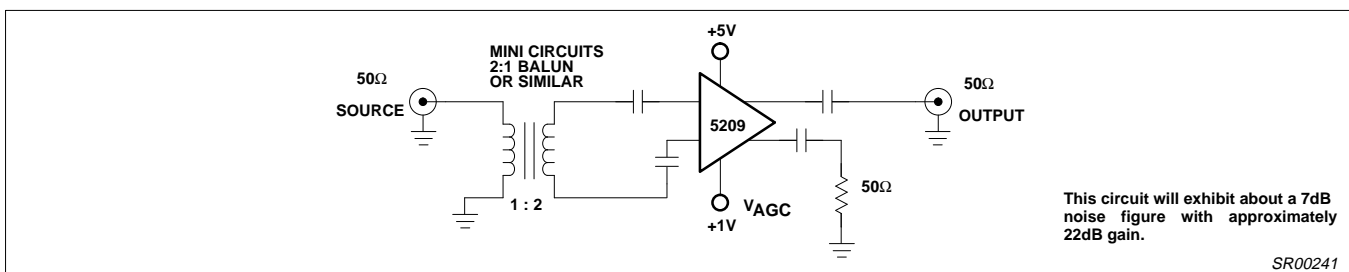 +5V
MINI CIRCUITS
2:1 BALUN
OR SIMILAR
50Ω
SOURCE
50Ω
OUTPUT
5209
50Ω
1 : 2
VAGC
+1V
This circuit will exhibit about a 7dB
noise figure with approximately
22dB gain.
SR00241